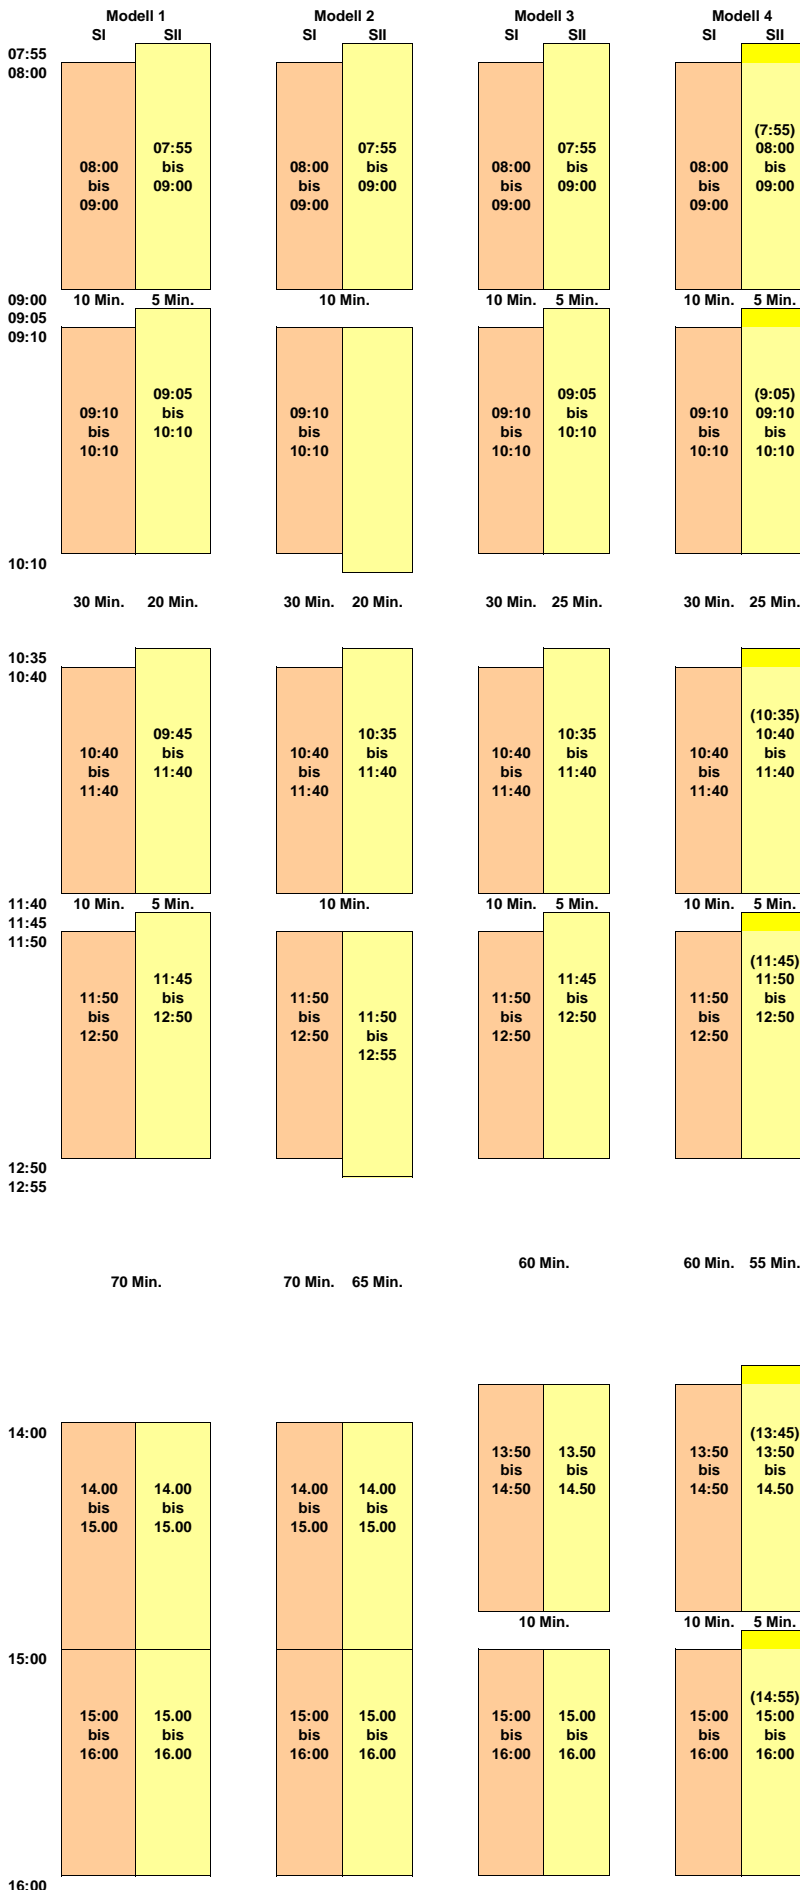 Modell 1 Modell 2 Modell 3 Modell 4
SI SII SI SII SI SII SI SII
07:55
08:00
(7:55)
07:55 07:55 07:55 08:00
08:00 bis 08:00 bis 08:00 bis 08:00 bis
bis 09:00 bis 09:00 bis 09:00 bis 09:00
09:00 09:00 09:00 09:00
09:00 10 Min. 5 Min. 10 Min. 10 Min. 5 Min. 10 Min. 5 Min.
09:05
09:10
09:05 09:05 (9:05)
09:10 bis 09:10 09:10 bis 09:10 09:10
bis 10:10 bis bis 10:10 bis bis
10:10 10:10 10:10 10:10 10:10
10:10
30 Min. 20 Min. 30 Min. 20 Min. 30 Min. 25 Min. 30 Min. 25 Min.
10:35
10:40
(10:35)
09:45 10:35 10:35 10:40
10:40 bis 10:40 bis 10:40 bis 10:40 bis
bis 11:40 bis 11:40 bis 11:40 bis 11:40
11:40 11:40 11:40 11:40
11:40 10 Min. 5 Min. 10 Min. 10 Min. 5 Min. 10 Min. 5 Min.
11:45
11:50
(11:45)
11:45 11:45 11:50
11:50 bis 11:50 11:50 bis 11:50 bis
bis 12:50 bis 11:50 bis 12:50 bis 12:50
12:50 12:50 bis 12:50 12:50
12:55
12:50
12:55
60 Min. 60 Min. 55 Min.
70 Min. 70 Min. 65 Min.
14:00 (13:45)
13:50 13.50 13:50 13:50
bis bis bis bis
14.00 14.00 14.00 14.00 14:50 14.50 14:50 14.50
bis bis bis bis
15.00 15.00 15.00 15.00
10 Min. 10 Min. 5 Min.
15:00
(14:55)
15:00 15.00 15:00 15.00 15:00 15.00 15:00 15:00
bis bis bis bis bis bis bis bis
16:00 16.00 16:00 16.00 16:00 16.00 16:00 16:00
16:00